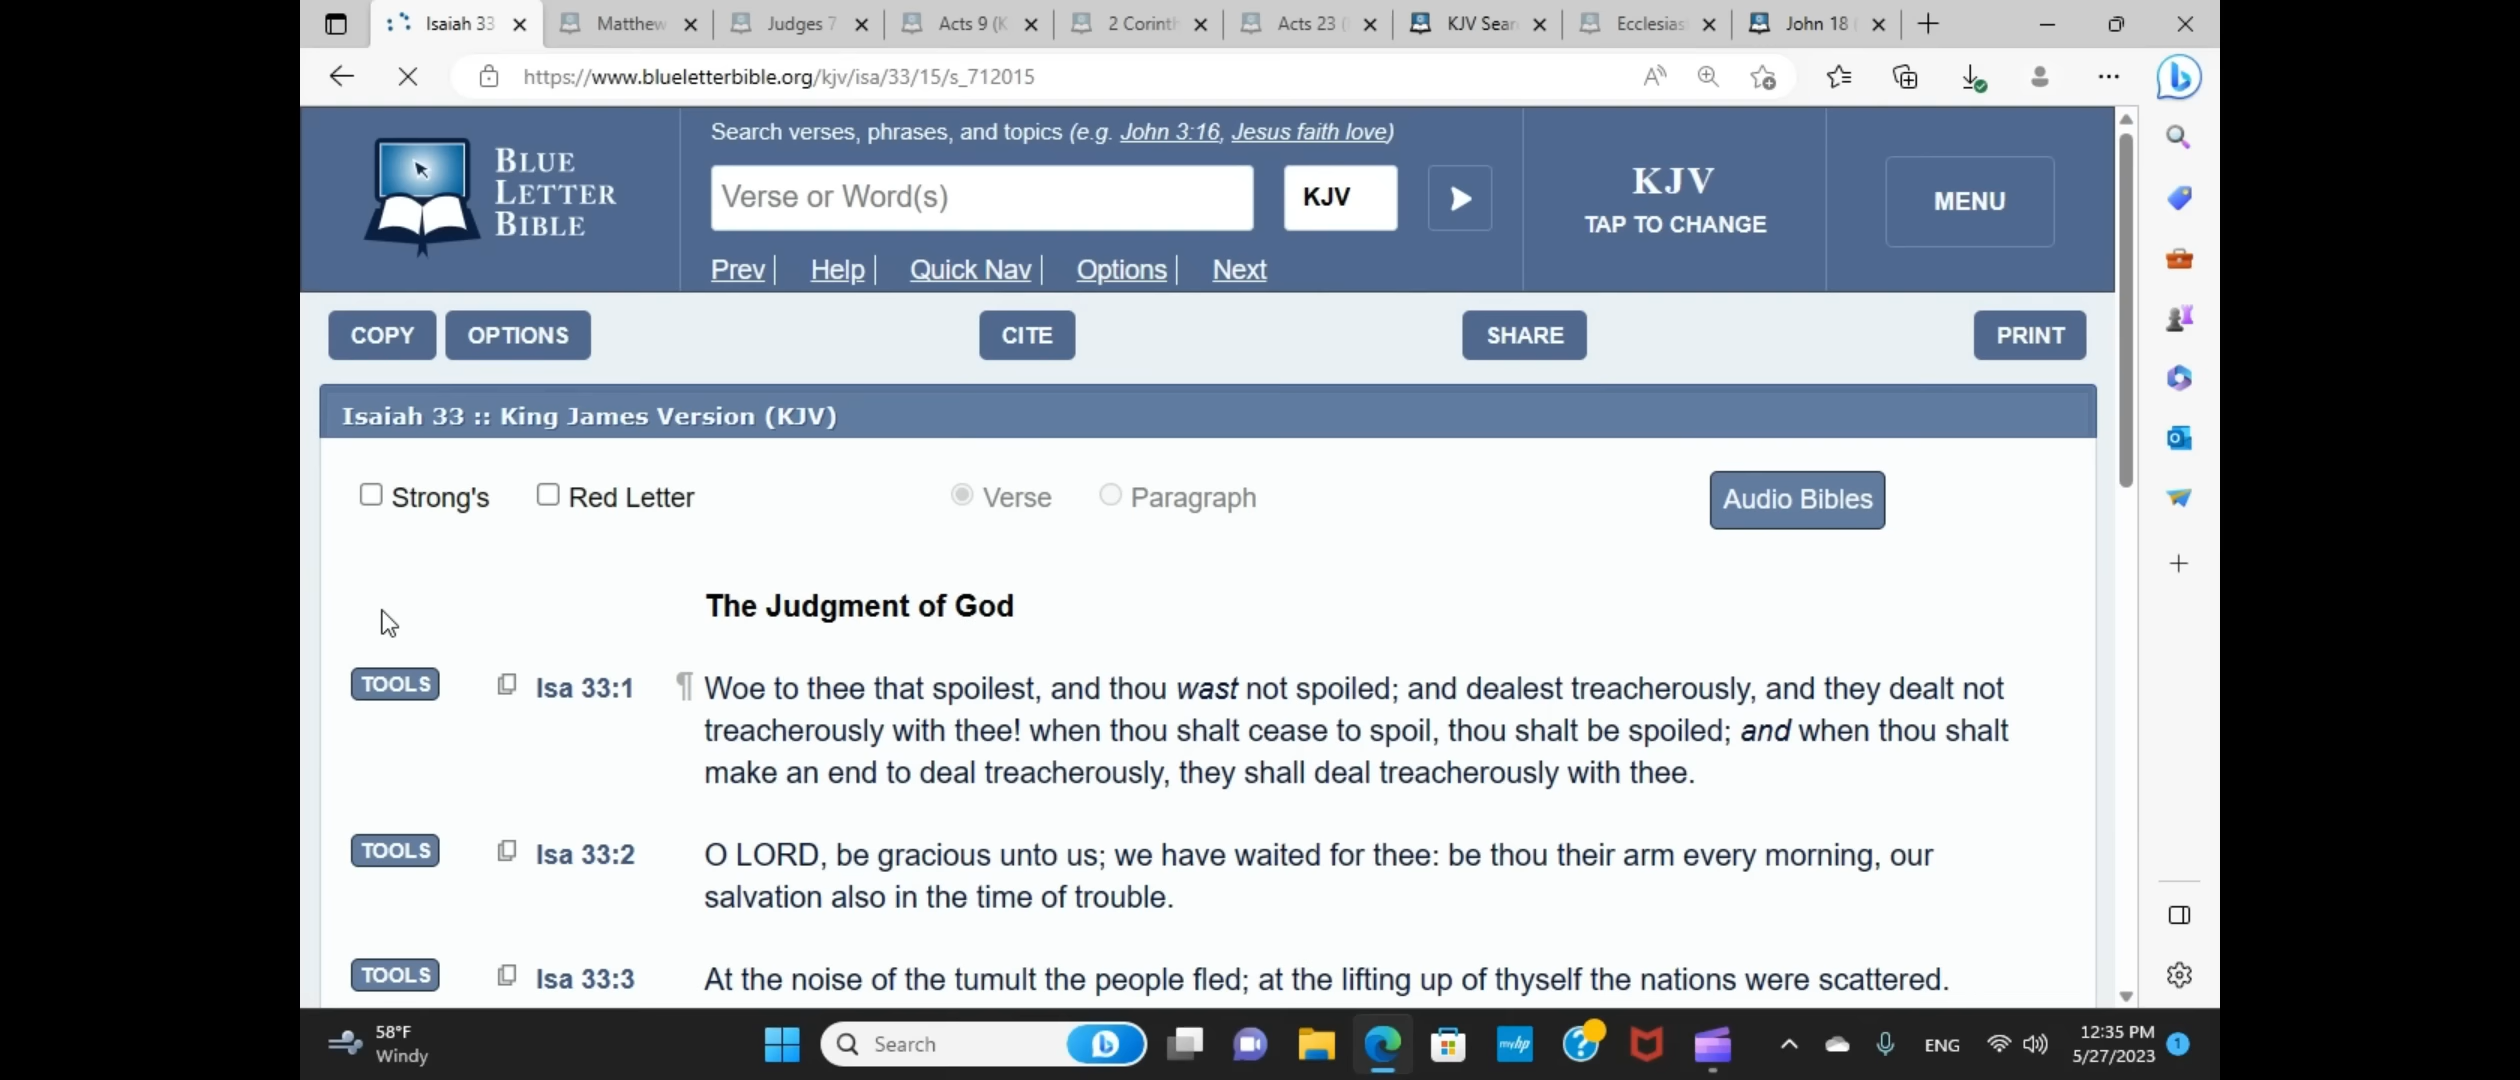 Isaiah 33
Matthew
Judges 7
Acts 9 (K
2 Corinth
Acts 23 (
KJV Sear
Ecclesias
John 18
https://www.blueletterbible.org/kjv/isa/33/15/s_712015
BLUE
LETTER
BIBLE
Search verses, phrases, and topics (e.g. John 3:16, Jesus faith love)
Verse or Word(s)
KJV
Prev | Help | Quick Nav | Options | Next
KJV
TAP TO CHANGE
MENU
COPY OPTIONS CITE SHARE PRINT
Isaiah 33 :: King James Version (KJV)
Strong's Red Letter Verse Paragraph Audio Bibles
The Judgment of God
TOOLS Isa 33:1 ¶ Woe to thee that spoilest, and thou wast not spoiled; and dealest treacherously, and they dealt not
treacherously with thee! when thou shalt cease to spoil, thou shalt be spoiled; and when thou shalt
make an end to deal treacherously, they shall deal treacherously with thee.
TOOLS Isa 33:2 O LORD, be gracious unto us; we have waited for thee: be thou their arm every morning, our
salvation also in the time of trouble.
TOOLS Isa 33:3 At the noise of the tumult the people fled; at the lifting up of thyself the nations were scattered.
58°F
Windy
Search
myhp
ENG
12:35 PM
5/27/2023
1